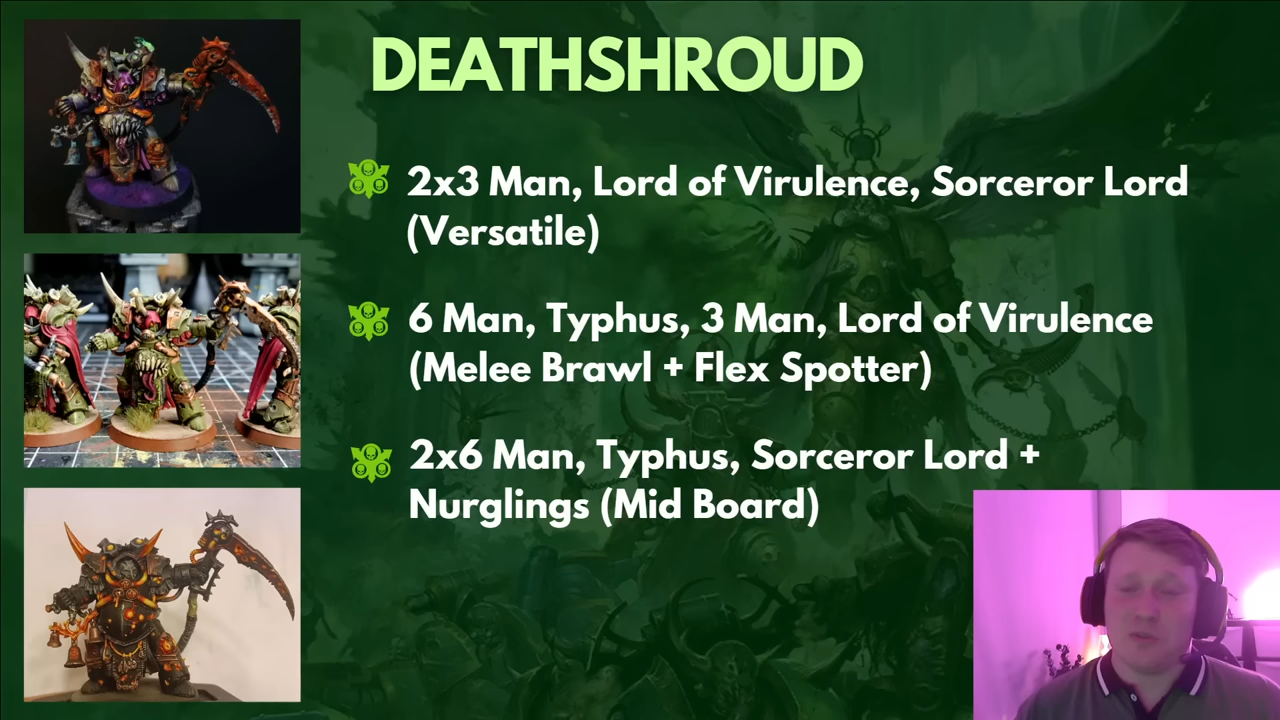 DEATHSHROUD
2x3 Man, Lord of Virulence, Sorceror Lord
(Versatile)
6 Man, Typhus, 3 Man, Lord of Virulence
(Melee Brawl + Flex Spotter)
2x6 Man, Typhus, Sorceror Lord +
Nurglings (Mid Board)